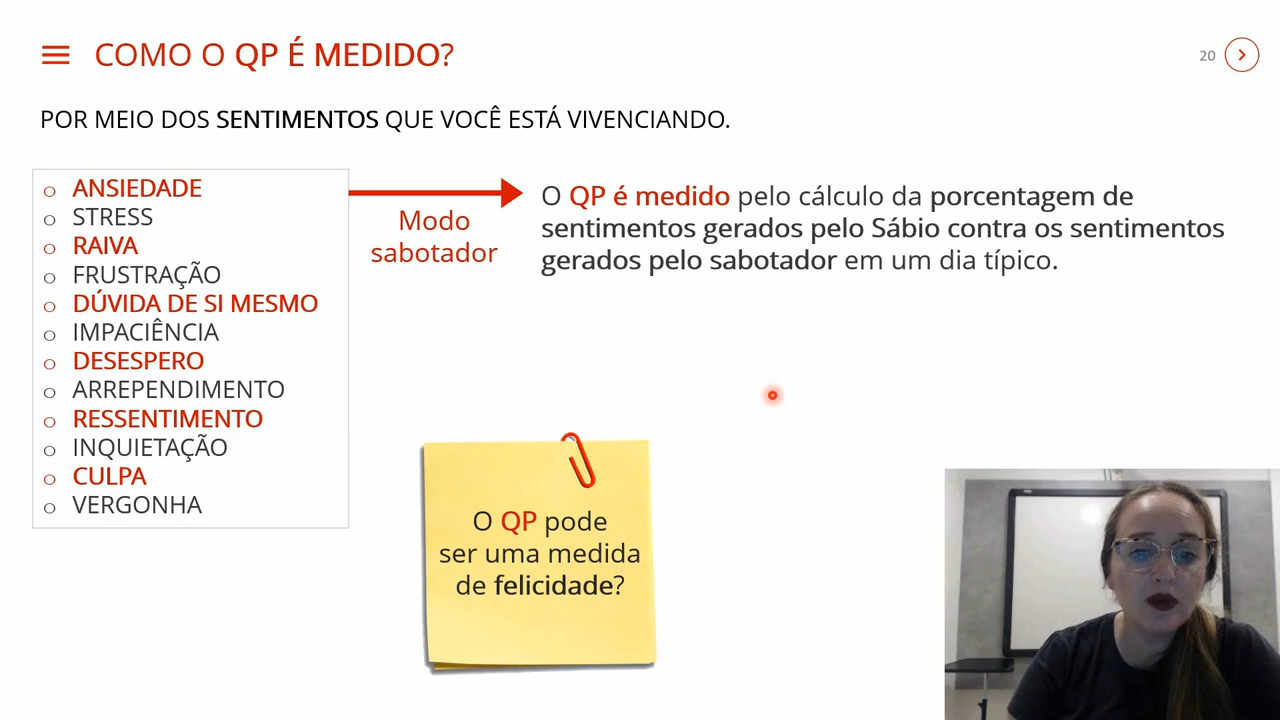 COMO O QP É MEDIDO?
20
POR MEIO DOS SENTIMENTOS QUE VOCÊ ESTÁ VIVENCIANDO.
ANSIEDADE
STRESS
RAIVA
FRUSTRAÇÃO
DÚVIDA DE SI MESMO
IMPACIÊNCIA
DESESPERO
ARREPENDIMENTO
RESSENTIMENTO
INQUIETAÇÃO
CULPA
VERGONHA
Modo
sabotador
O QP é medido pelo cálculo da porcentagem de
sentimentos gerados pelo Sábio contra os sentimentos
gerados pelo sabotador em um dia típico.
O QP pode
ser uma medida
de felicidade?